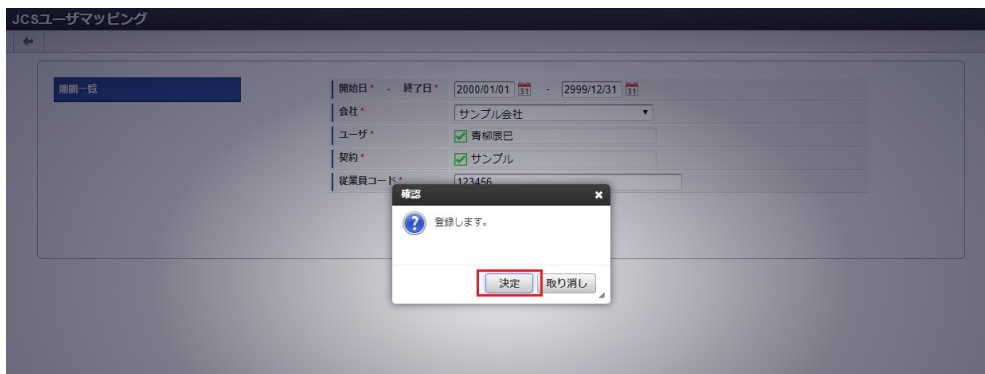 JCSユーザマッピング
期間一覧
開始日* - 終了日* 2000/01/01 31 - 2999/12/31 31
会社* サンプル会社
ユーザ* 青柳辰巳
契約* サンプル
従業員コード* 123456
確認
登録します。
決定 取り消し